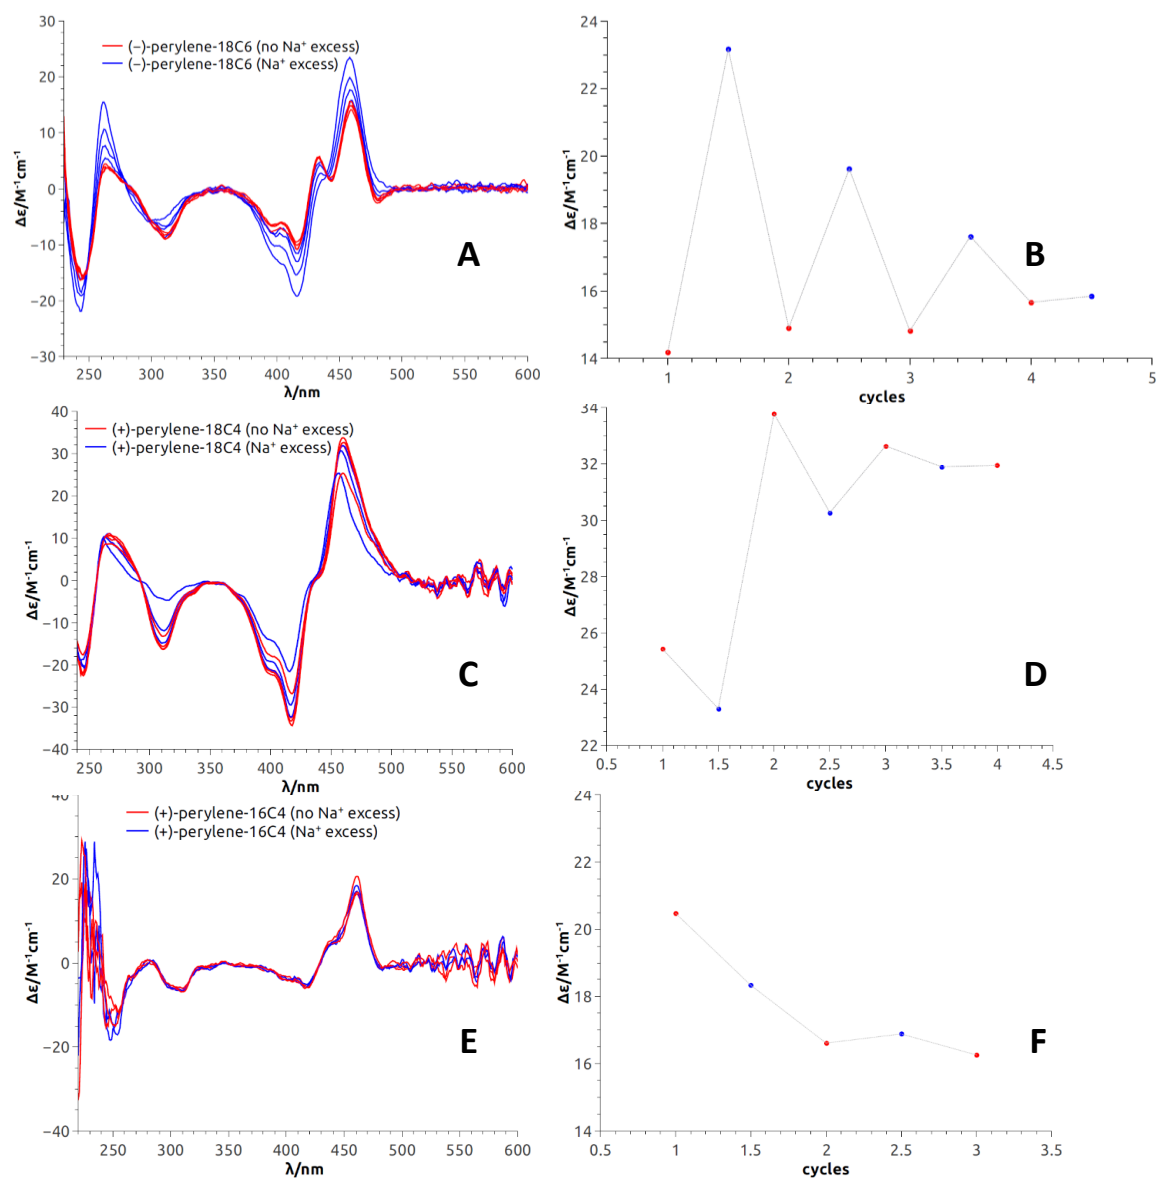 30
20
10
0
−10
−20
−30
Δε/M⁻¹cm⁻¹
(−)-perylene-18C6 (no Na⁺ excess)
(−)-perylene-18C6 (Na⁺ excess)
A
250 300 350 400 450 500 550 600
λ/nm
24
22
20
18
16
14
Δε/M⁻¹cm⁻¹
B
1 2 3 4 5
cycles
40
30
20
10
0
−10
−20
−30
−40
Δε/M⁻¹cm⁻¹
(+)-perylene-18C4 (no Na⁺ excess)
(+)-perylene-18C4 (Na⁺ excess)
C
250 300 350 400 450 500 550 600
λ/nm
34
32
30
28
26
24
22
Δε/M⁻¹cm⁻¹
D
0.5 1 1.5 2 2.5 3 3.5 4 4.5
cycles
40
20
0
−20
−40
Δε/M⁻¹cm⁻¹
(+)-perylene-16C4 (no Na⁺ excess)
(+)-perylene-16C4 (Na⁺ excess)
E
250 300 350 400 450 500 550 600
λ/nm
24
22
20
18
16
14
Δε/M⁻¹cm⁻¹
F
0.5 1 1.5 2 2.5 3 3.5
cycles